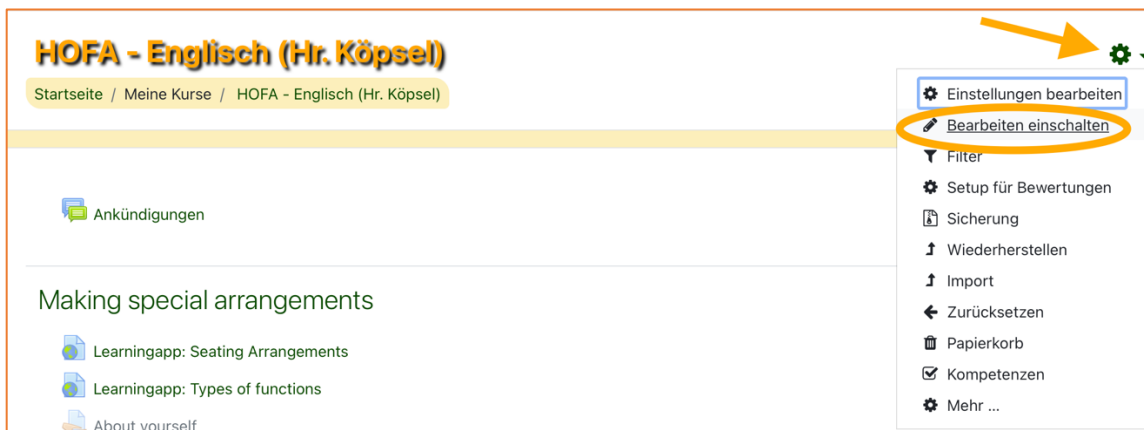 HOFA - Englisch (Hr. Köpsel)
Startseite / Meine Kurse / HOFA - Englisch (Hr. Köpsel)
Einstellungen bearbeiten
Bearbeiten einschalten
Filter
Setup für Bewertungen
Sicherung
Wiederherstellen
Import
Zurücksetzen
Papierkorb
Kompetenzen
Mehr ...
Ankündigungen
Making special arrangements
Learningapp: Seating Arrangements
Learningapp: Types of functions
About yourself